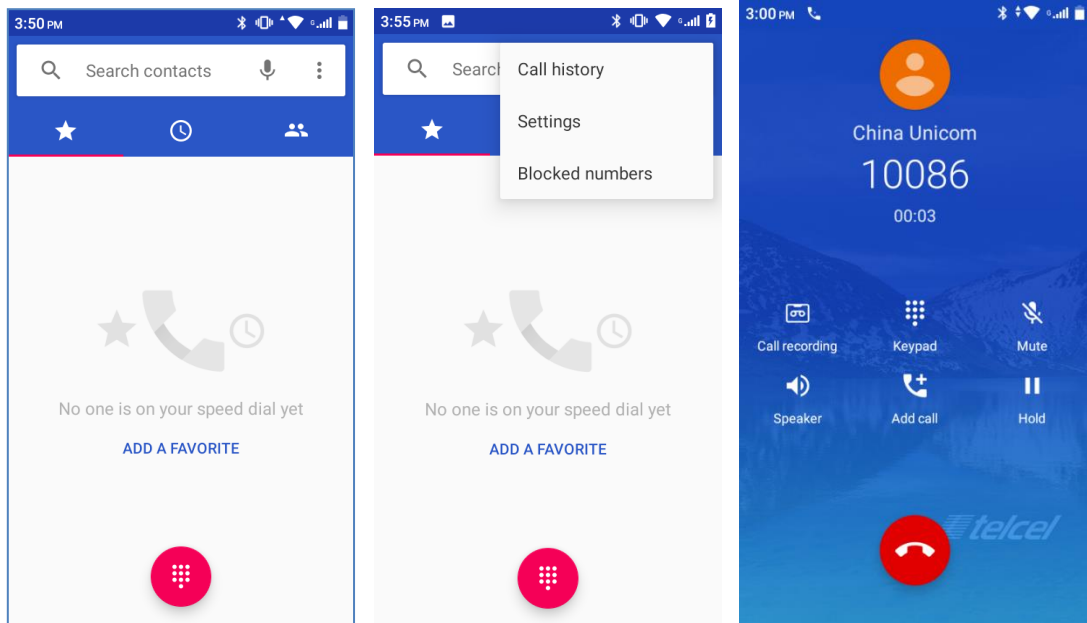 3:50 PM
G
Search contacts
No one is on your speed dial yet
ADD A FAVORITE
3:55 PM
G
Search
Call history
Settings
Blocked numbers
No one is on your speed dial yet
ADD A FAVORITE
3:00 PM
G
China Unicom
10086
00:03
Call recording
Keypad
Mute
Speaker
Add call
Hold
telcel